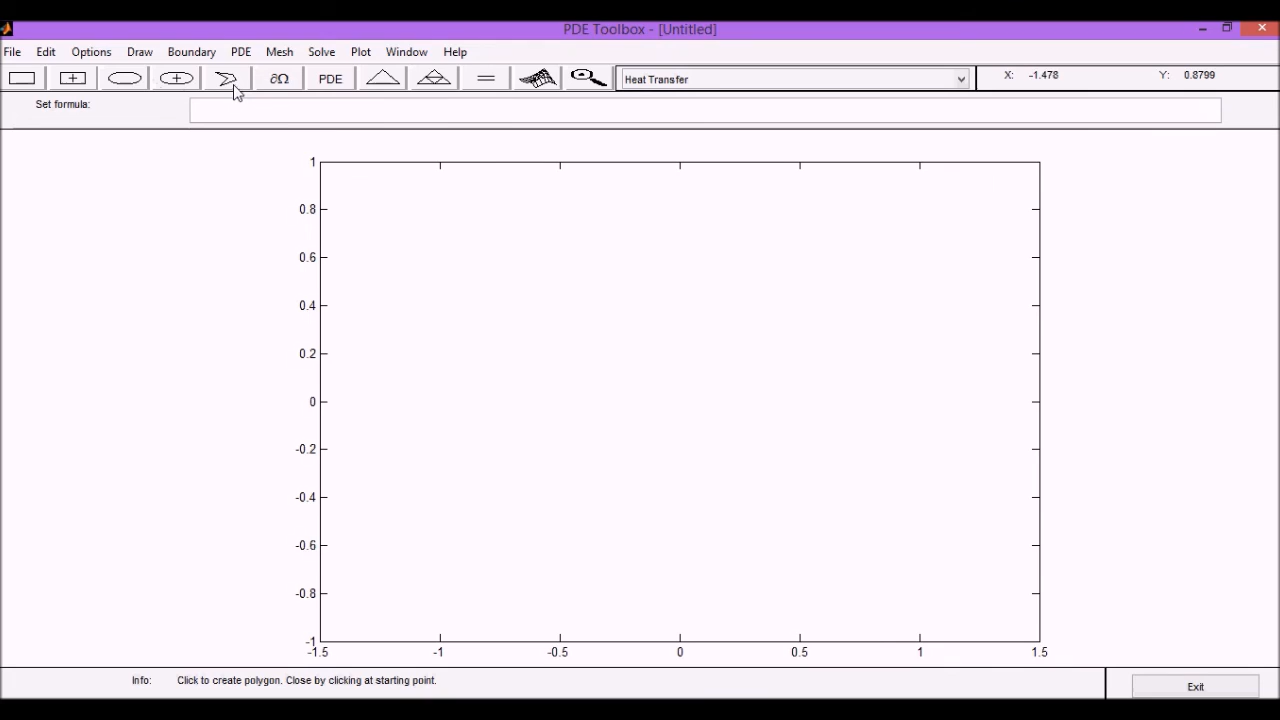 PDE Toolbox - [Untitled]
File Edit Options Draw Boundary PDE Mesh Solve Plot Window Help
∂Ω PDE Heat Transfer X: -1.478 Y: 0.8799
Set formula:
1
0.8
0.6
0.4
0.2
0
-0.2
-0.4
-0.6
-0.8
-1
-1.5 -1 -0.5 0 0.5 1 1.5
Info: Click to create polygon. Close by clicking at starting point.
Exit